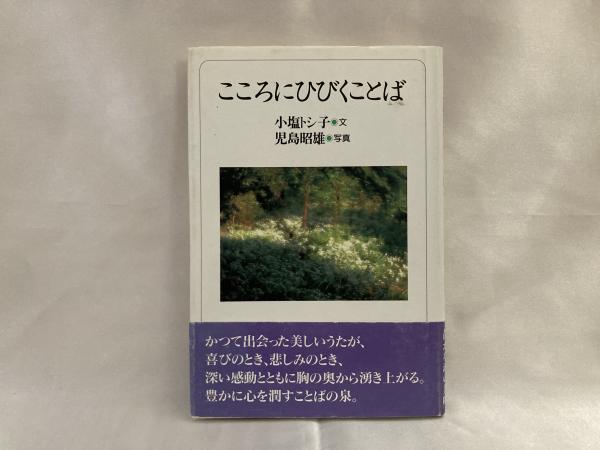 こころにひびくことば
小塩トシ子●文
児島昭雄●写真
かつて出会った美しいうたが、
喜びのとき、悲しみのとき、
深い感動とともに胸の奥から湧き上がる。
豊かに心を潤すことばの泉。